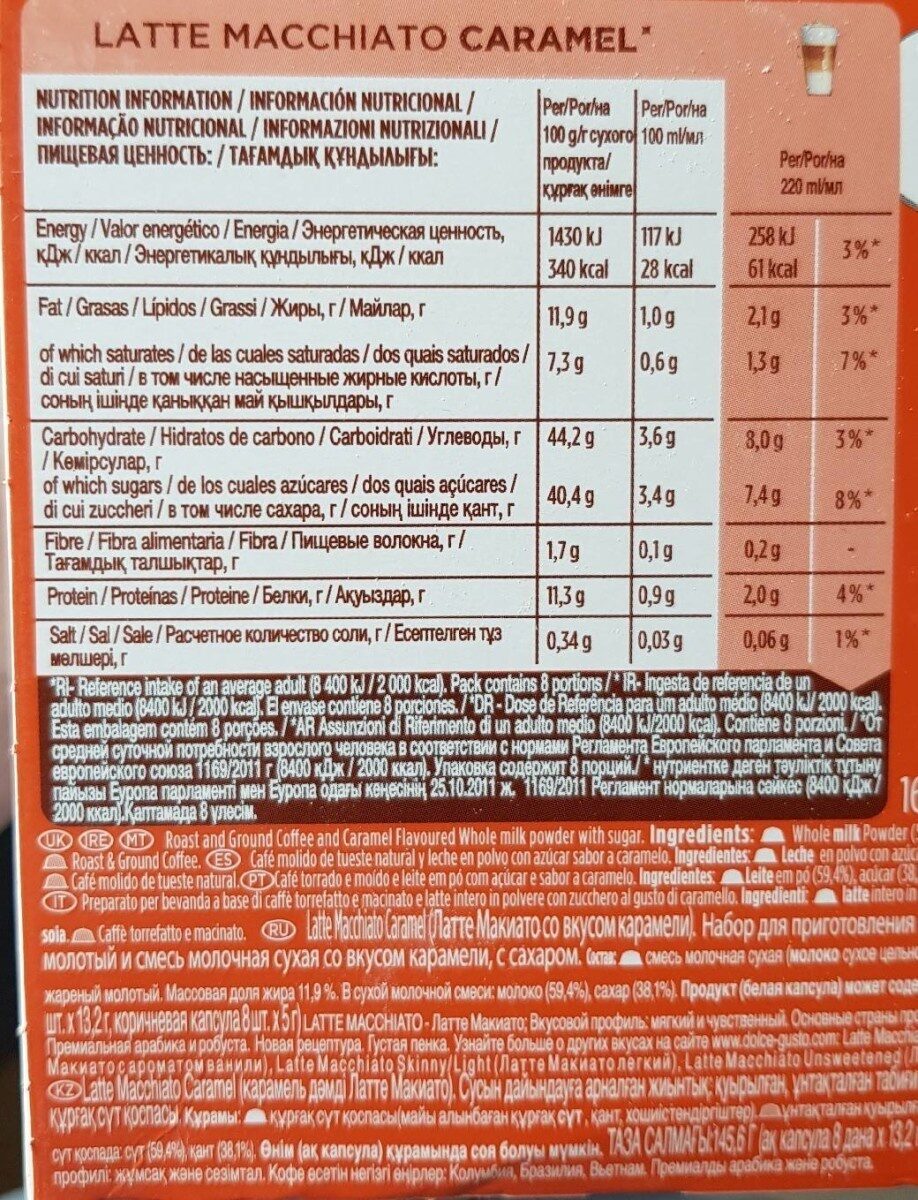 LATTE MACCHIATO CARAMEL*
NUTRITION INFORMATION / INFORMACIÓN NUTRICIONAL /
INFORMAÇÃO NUTRICIONAL / INFORMAZIONI NUTRIZIONALI /
ПИЩЕВАЯ ЦЕННОСТЬ: / ТАҒАМДЫҚ ҚҰНДЫЛЫҒЫ:
Per/Por/на
100 g/г сухого
продукта/
құрғақ өнімге
Per/Por/на
100 ml/мл
Per/Por/на
220 ml/мл
Energy / Valor energético / Energia / Энергетическая ценность,
кДж / ккал / Энергетикалық құндылығы, кДж / ккал
1430 kJ 117 kJ 258 kJ 3%*
340 kcal 28 kcal 61 kcal
Fat / Grasas / Lípidos / Grassi / Жиры, г / Майлар, г 11,9 g 1,0 g 2,1 g 3%*
of which saturates / de las cuales saturadas / dos quais saturados /
di cui saturi / в том числе насыщенные жирные кислоты, г /
соның ішінде қаныққан май қышқылдары, г
7,3 g 0,6 g 1,3 g 7%*
Carbohydrate / Hidratos de carbono / Carboidrati / Углеводы, г
/ Көмірсулар, г
44,2 g 3,6 g 8,0 g 3%*
of which sugars / de los cuales azúcares / dos quais açúcares /
di cui zuccheri / в том числе сахара, г / соның ішінде қант, г
40,4 g 3,4 g 7,4 g 8%*
Fibre / Fibra alimentaria / Fibra / Пищевые волокна, г /
Тағамдық талшықтар, г
1,7 g 0,1 g 0,2 g -
Protein / Proteínas / Proteine / Белки, г / Ақуыздар, г 11,3 g 0,9 g 2,0 g 4%*
Salt / Sal / Sale / Расчетное количество соли, г / Есептелген тұз
мөлшері, г
0,34 g 0,03 g 0,06 g 1%*
*RI- Reference intake of an average adult (8 400 kJ / 2 000 kcal). Pack contains 8 portions / * IR- Ingesta de referencia de un
adulto medio (8400 kJ / 2000 kcal). El envase contiene 8 porciones. / *DR - Dose de Referência para um adulto médio (8400 kJ / 2000 kcal).
Esta embalagem contém 8 porções. / *AR Assunzioni di Riferimento di un adulto medio (8400 kJ/2000 kcal). Contiene 8 porzioni. / *От
средней суточной потребности взрослого человека в соответствии с нормами Регламента Европейского парламента и Совета
европейского союза 1169/2011 г. (8400 кДж / 2000 ккал). Упаковка содержит 8 порций./ * нутриентке деген тәуліктік тұтыну
пайызы Еуропа парламенті мен Еуропа одағы кеңесінің 25.10.2011 ж. 1169/2011 Регламент нормаларына сәйкес (8400 кДж /
2000 ккал).Қаптамада 8 үлесім.
UK IRE MT Roast and Ground Coffee and Caramel Flavoured Whole milk powder with sugar. Ingredients: Whole milk Powder (
Roast & Ground Coffee. ES Café molido de tueste natural y leche en polvo con azúcar sabor a caramelo. Ingredientes: Leche en polvo con azúc
Café molido de tueste natural. PT Café torrado e moído e leite em pó com açúcar e sabor a caramelo. Ingredientes: Leite em pó (59,4%), açúcar (38,
IT Preparato per bevanda a base di caffè torrefatto e macinato e latte intero in polvere con zucchero al gusto di caramello. Ingredienti: latte intero in
soia. Caffè torrefatto e macinato. RU Latte Macchiato Caramel (Латте Макиато со вкусом карамели). Набор для приготовления
молотый и смесь молочная сухая со вкусом карамели, с сахаром. Состав: смесь молочная сухая (молоко сухое цельн
жареный молотый. Массовая доля жира 11,9 %. В сухой молочной смеси: молоко (59,4%), сахар (38,1%). Продукт (белая капсула) может соде
шт. x 13,2 г, коричневая капсула 8 шт. x 5 г) LATTE MACCHIATO - Латте Макиато; Вкусовой профиль: мягкий и чувственный. Основные страны пр
Премиальная арабика и робуста. Новая рецептура. Густая пенка. Узнайте больше о других вкусах на сайте www.dolce-gusto.com: Latte Macch
Макиато с ароматом ванили), Latte Macchiato Skinny/Light (Латте Макиато легкий), Latte Macchiato Unsweetened (
KZ Latte Macchiato Caramel (карамель дәмді Латте Макиато). Сусын дайындауға арналған жиынтық: қуырылған, ұнтақталған табиғи
құрғақ сүт қоспасы. Құрамы: құрғақ сүт қоспасы(майы алынбаған құрғақ сүт, қант, хошиістендіргіштер). ұнтақталған қуырылғ
сүт қоспада: сүт (59,4%), қант (38,1%). Өнім (ақ капсула) құрамында соя болуы мүмкін. ТАЗА САЛМАҒЫ:145,6 Г (ақ капсула 8 дана x 13,2
профилі: жұмсақ және сезімтал. Кофе өсетін негізгі өңірлер: Колумбия, Бразилия, Вьетнам. Премиалды арабика және робуста.